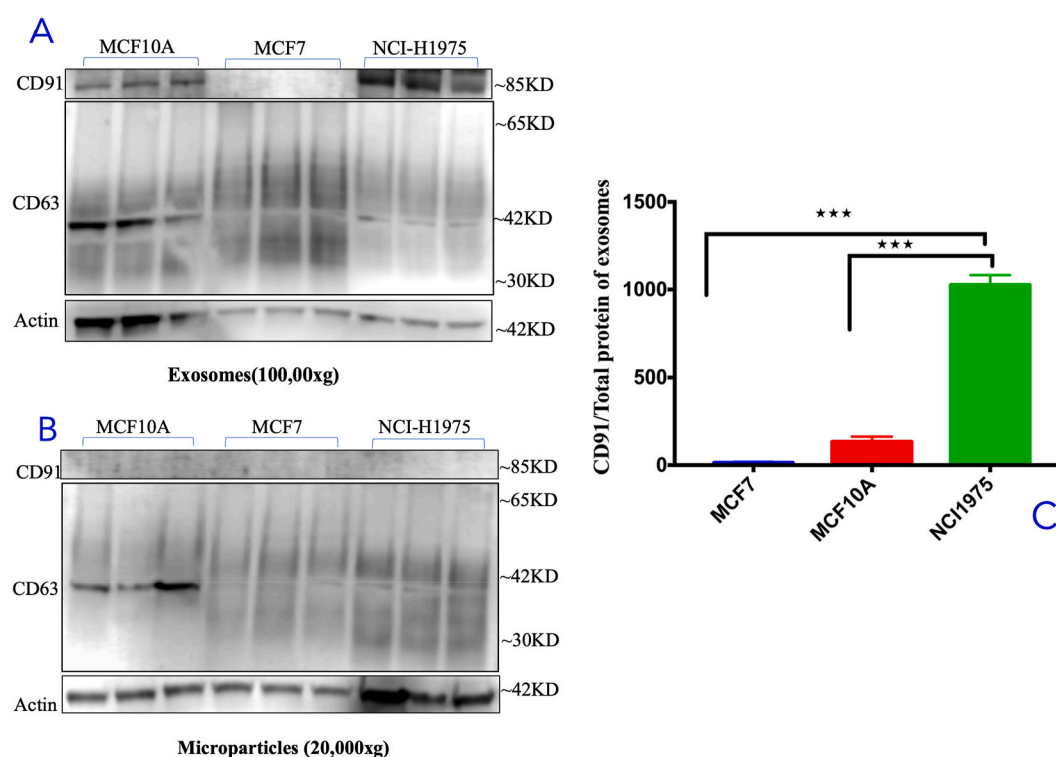 A
MCF10A MCF7 NCI-H1975
CD91
~85KD
~65KD
CD63
~42KD
~30KD
Actin
~42KD
Exosomes(100,00xg)
B
MCF10A MCF7 NCI-H1975
CD91
~85KD
~65KD
CD63
~42KD
~30KD
Actin
~42KD
Microparticles (20,000xg)
CD91/Total protein of exosomes
1500
1000
500
0
★★★
★★★
MCF7
MCF10A
NCI1975
C